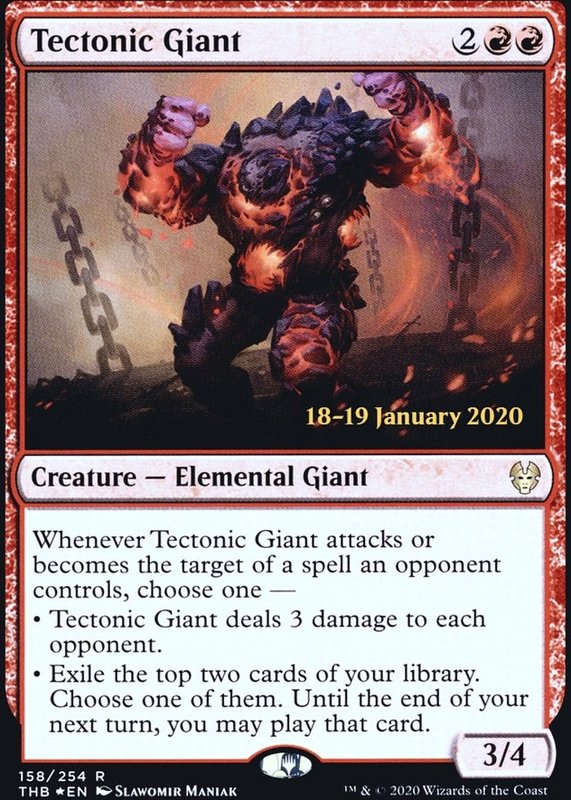 Tectonic Giant 2
18-19 January 2020
Creature — Elemental Giant
Whenever Tectonic Giant attacks or
becomes the target of a spell an opponent
controls, choose one —
• Tectonic Giant deals 3 damage to each
opponent.
• Exile the top two cards of your library.
Choose one of them. Until the end of your
next turn, you may play that card.
3/4
158/254 R
THB ★ EN Slawomir Maniak
™ & © 2020 Wizards of the Coast